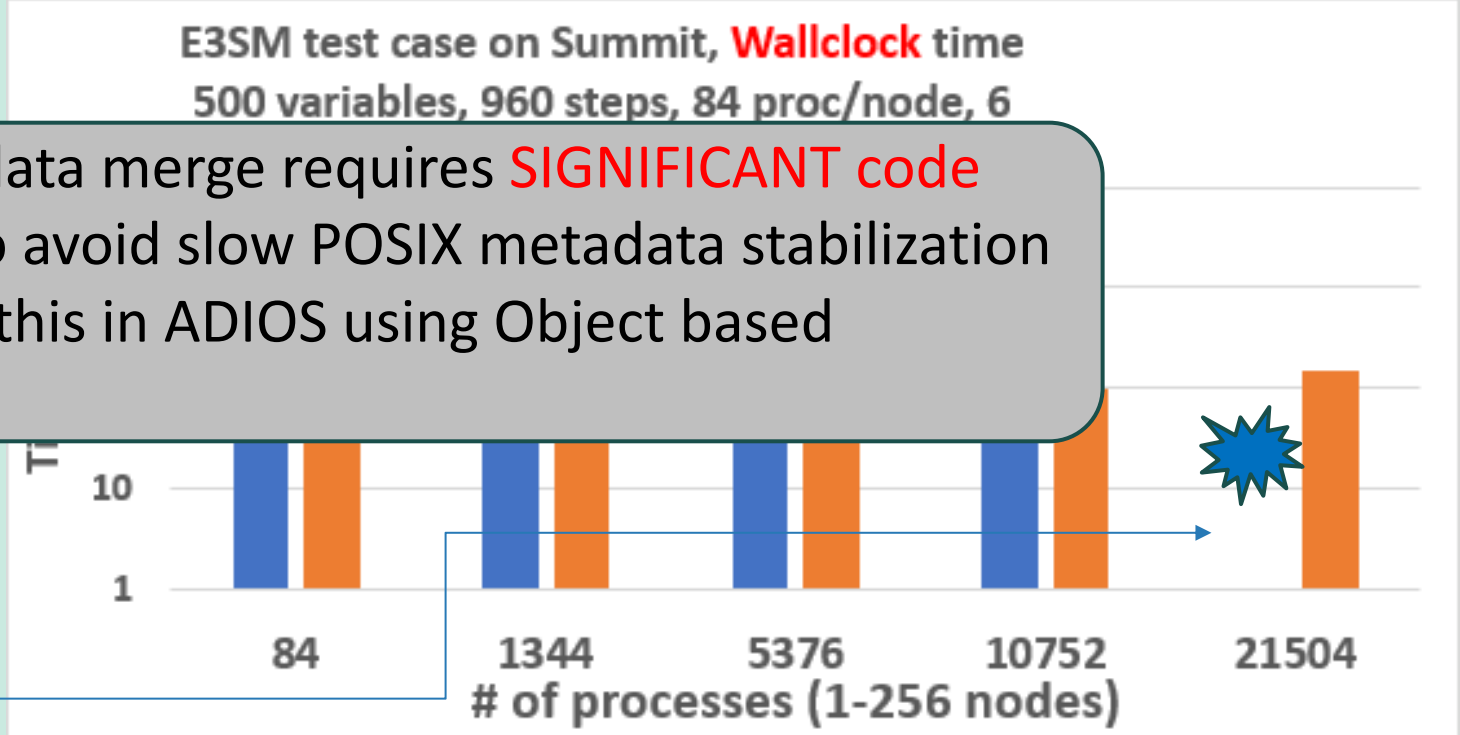 E3SM test case on Summit, Wallclock time
500 variables, 960 steps, 84 proc/node, 6
data merge requires SIGNIFICANT code
avoid slow POSIX metadata stabilization
this in ADIOS using Object based
10
1
84 1344 5376 10752 21504
# of processes (1-256 nodes)